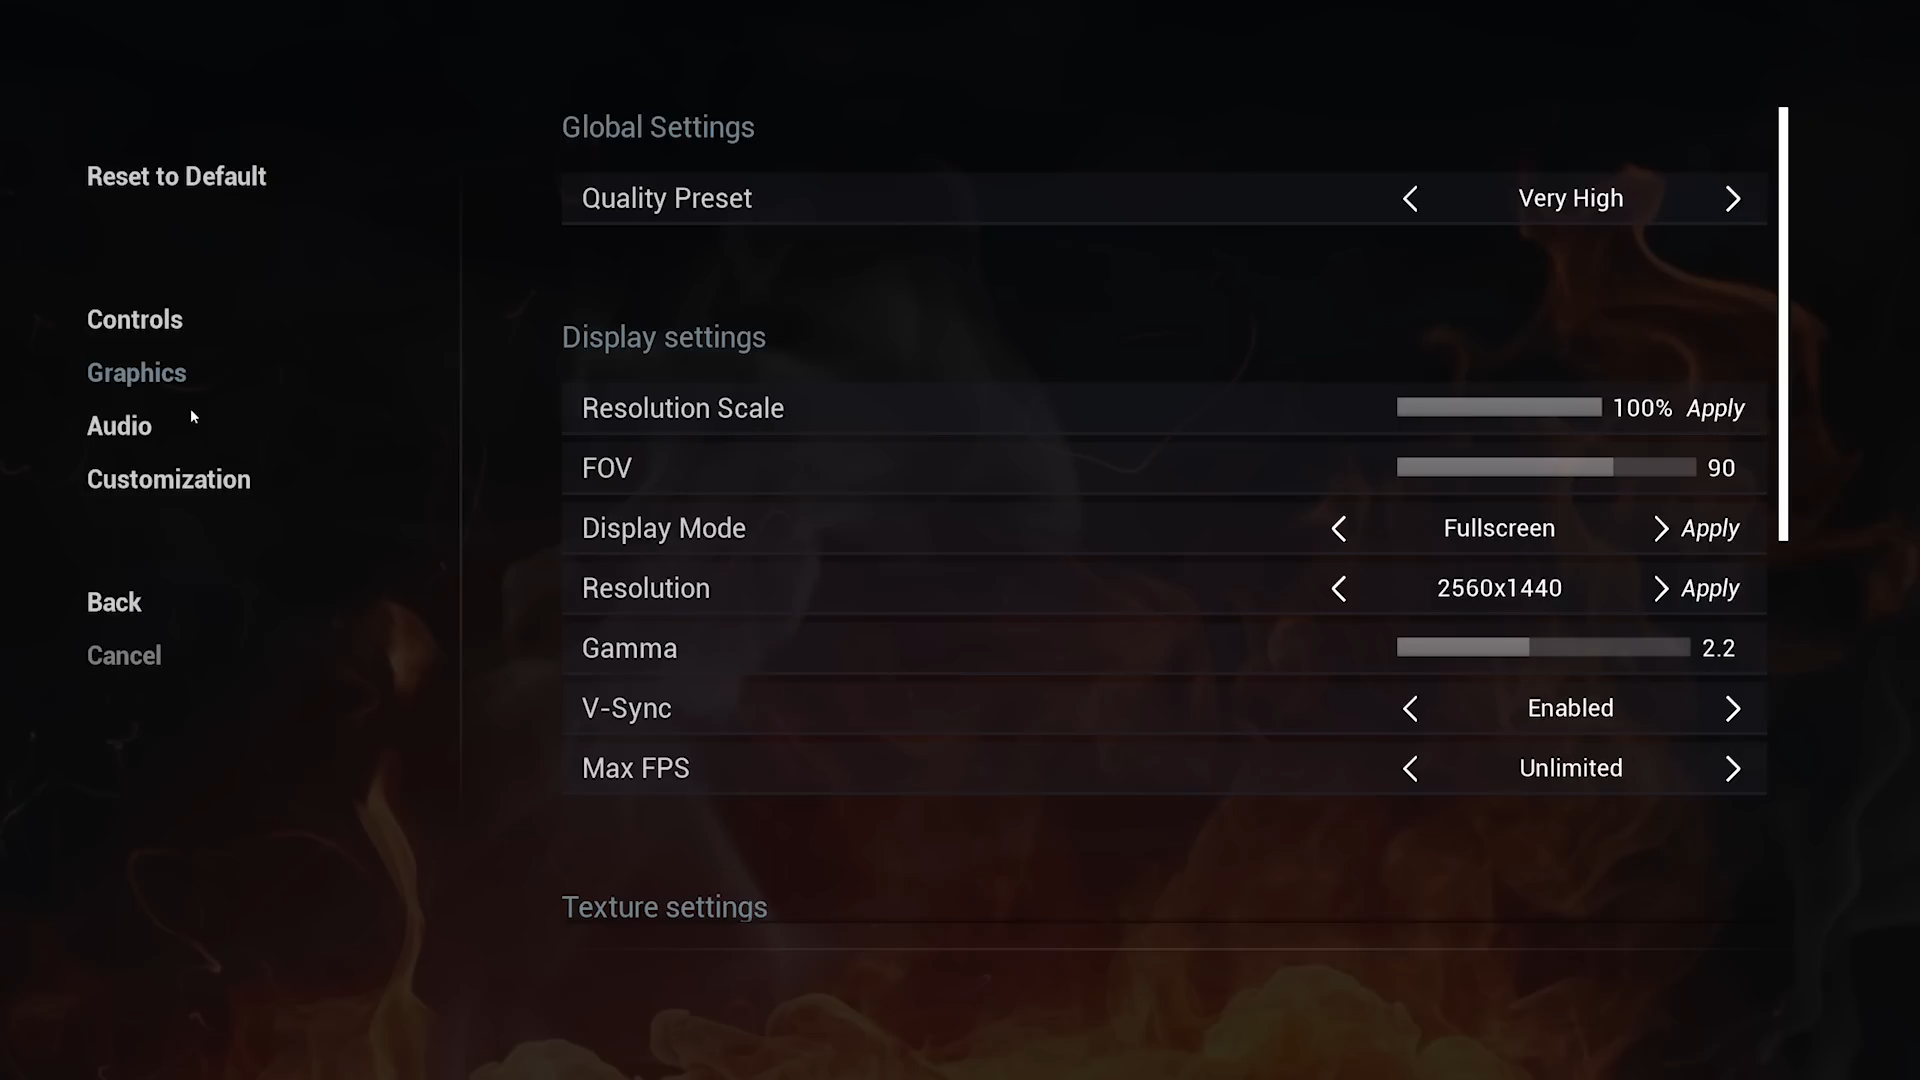 Reset to Default
Controls
Graphics
Audio
Customization
Back
Cancel
Global Settings
Quality Preset Very High
Display settings
Resolution Scale 100% Apply
FOV 90
Display Mode Fullscreen Apply
Resolution 2560x1440 Apply
Gamma 2.2
V-Sync Enabled
Max FPS Unlimited
Texture settings